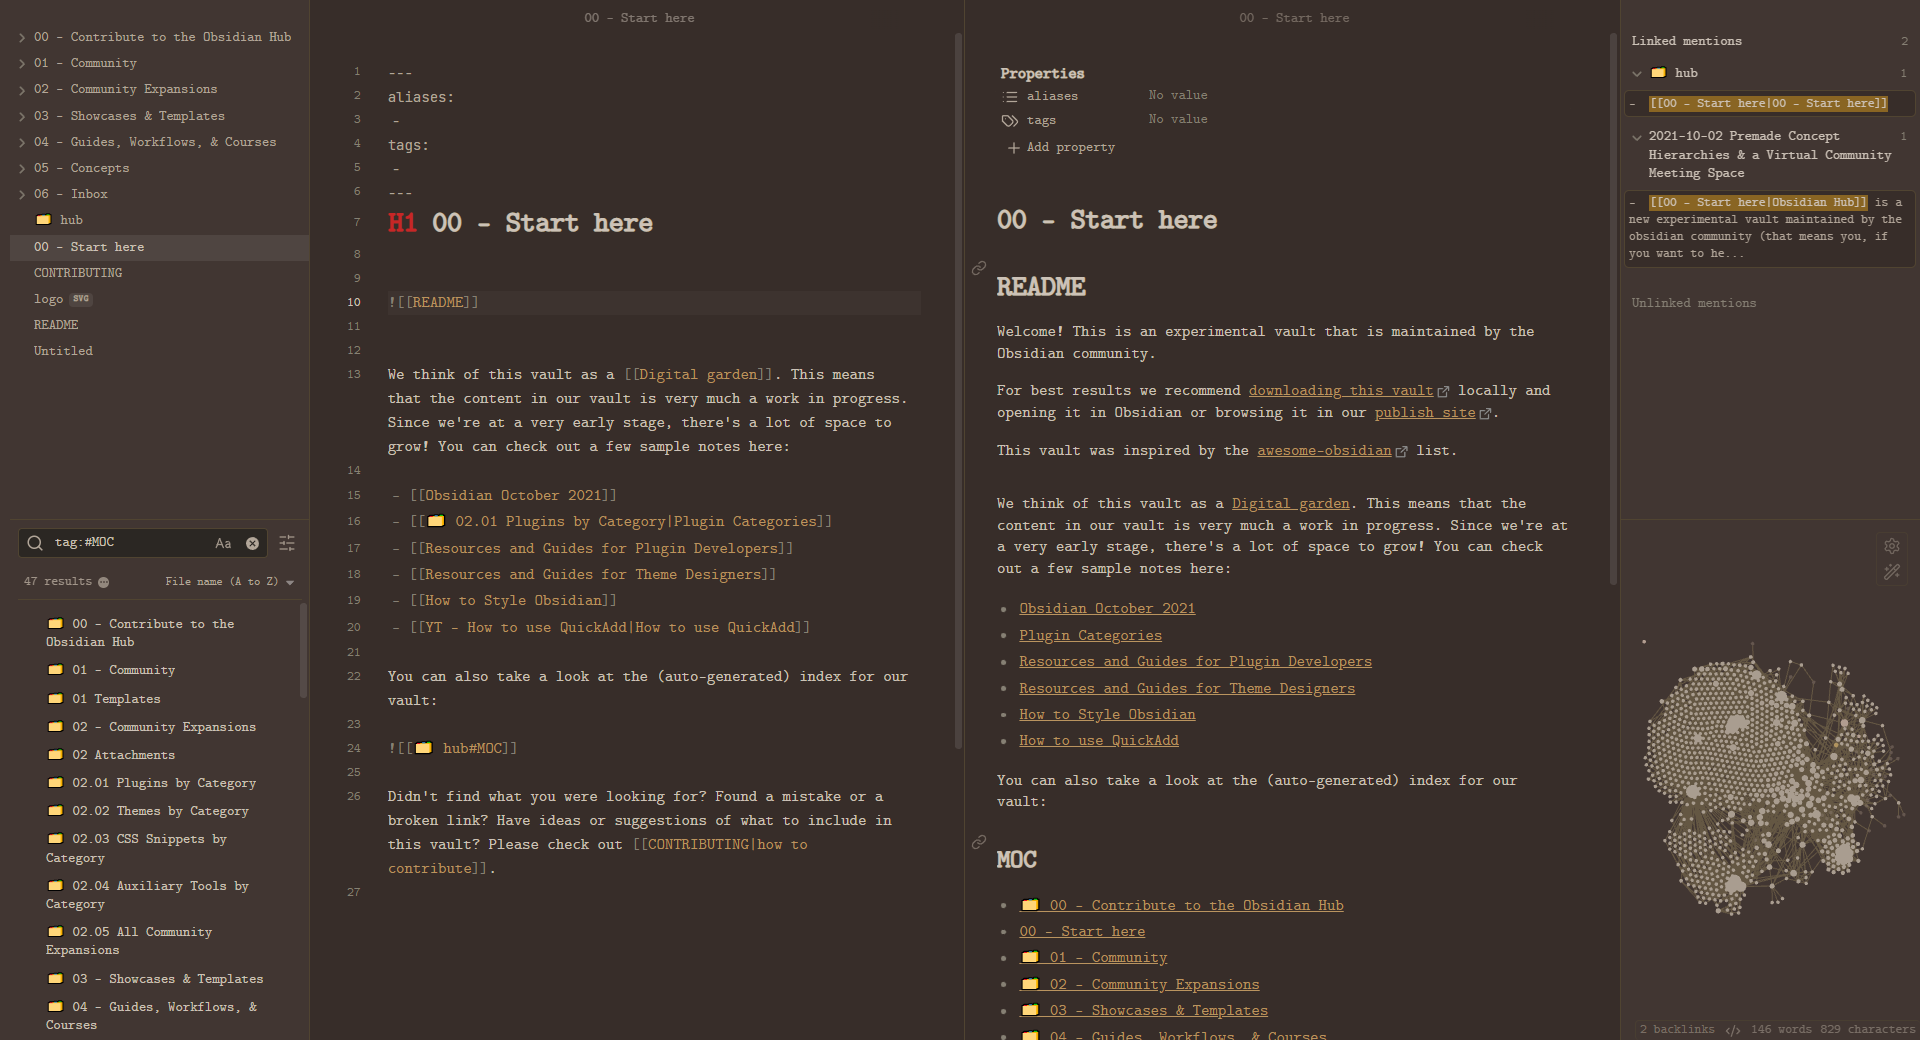 00 - Contribute to the Obsidian Hub
01 - Community
02 - Community Expansions
03 - Showcases & Templates
04 - Guides, Workflows, & Courses
05 - Concepts
06 - Inbox
hub
00 - Start here
CONTRIBUTING
logo SVG
README
Untitled
tag:#MOC Aa
47 results File name (A to Z)
00 - Contribute to the
Obsidian Hub
01 - Community
01 Templates
02 - Community Expansions
02 Attachments
02.01 Plugins by Category
02.02 Themes by Category
02.03 CSS Snippets by
Category
02.04 Auxiliary Tools by
Category
02.05 All Community
Expansions
03 - Showcases & Templates
04 - Guides, Workflows, &
Courses
00 - Start here
1 ---
2 aliases:
3 -
4 tags:
5 -
6 ---
7 H1 00 - Start here
8
9
10 ![[README]]
11
12
13 We think of this vault as a [[Digital garden]]. This means
that the content in our vault is very much a work in progress.
Since we're at a very early stage, there's a lot of space to
grow! You can check out a few sample notes here:
14
15 - [[Obsidian October 2021]]
16 - [[🗂️ 02.01 Plugins by Category|Plugin Categories]]
17 - [[Resources and Guides for Plugin Developers]]
18 - [[Resources and Guides for Theme Designers]]
19 - [[How to Style Obsidian]]
20 - [[YT - How to use QuickAdd|How to use QuickAdd]]
21
22 You can also take a look at the (auto-generated) index for our
vault:
23
24 ![[🗂️ hub#MOC]]
25
26 Didn't find what you were looking for? Found a mistake or a
broken link? Have ideas or suggestions of what to include in
this vault? Please check out [[CONTRIBUTING|how to
contribute]].
27
00 - Start here
Properties
aliases No value
tags No value
Add property
00 - Start here
README
Welcome! This is an experimental vault that is maintained by the
Obsidian community.
For best results we recommend downloading this vault locally and
opening it in Obsidian or browsing it in our publish site.
This vault was inspired by the awesome-obsidian list.
We think of this vault as a Digital garden. This means that the
content in our vault is very much a work in progress. Since we're at
a very early stage, there's a lot of space to grow! You can check
out a few sample notes here:
Obsidian October 2021
Plugin Categories
Resources and Guides for Plugin Developers
Resources and Guides for Theme Designers
How to Style Obsidian
How to use QuickAdd
You can also take a look at the (auto-generated) index for our
vault:
MOC
00 - Contribute to the Obsidian Hub
00 - Start here
01 - Community
02 - Community Expansions
03 - Showcases & Templates
04 - Guides, Workflows, & Courses
Linked mentions 2
hub 1
- [[00 - Start here|00 - Start here]]
2021-10-02 Premade Concept 1
Hierarchies & a Virtual Community
Meeting Space
- [[00 - Start here|Obsidian Hub]] is a
new experimental vault maintained by the
obsidian community (that means you, if
you want to he...
Unlinked mentions
2 backlinks </> 146 words 829 characters